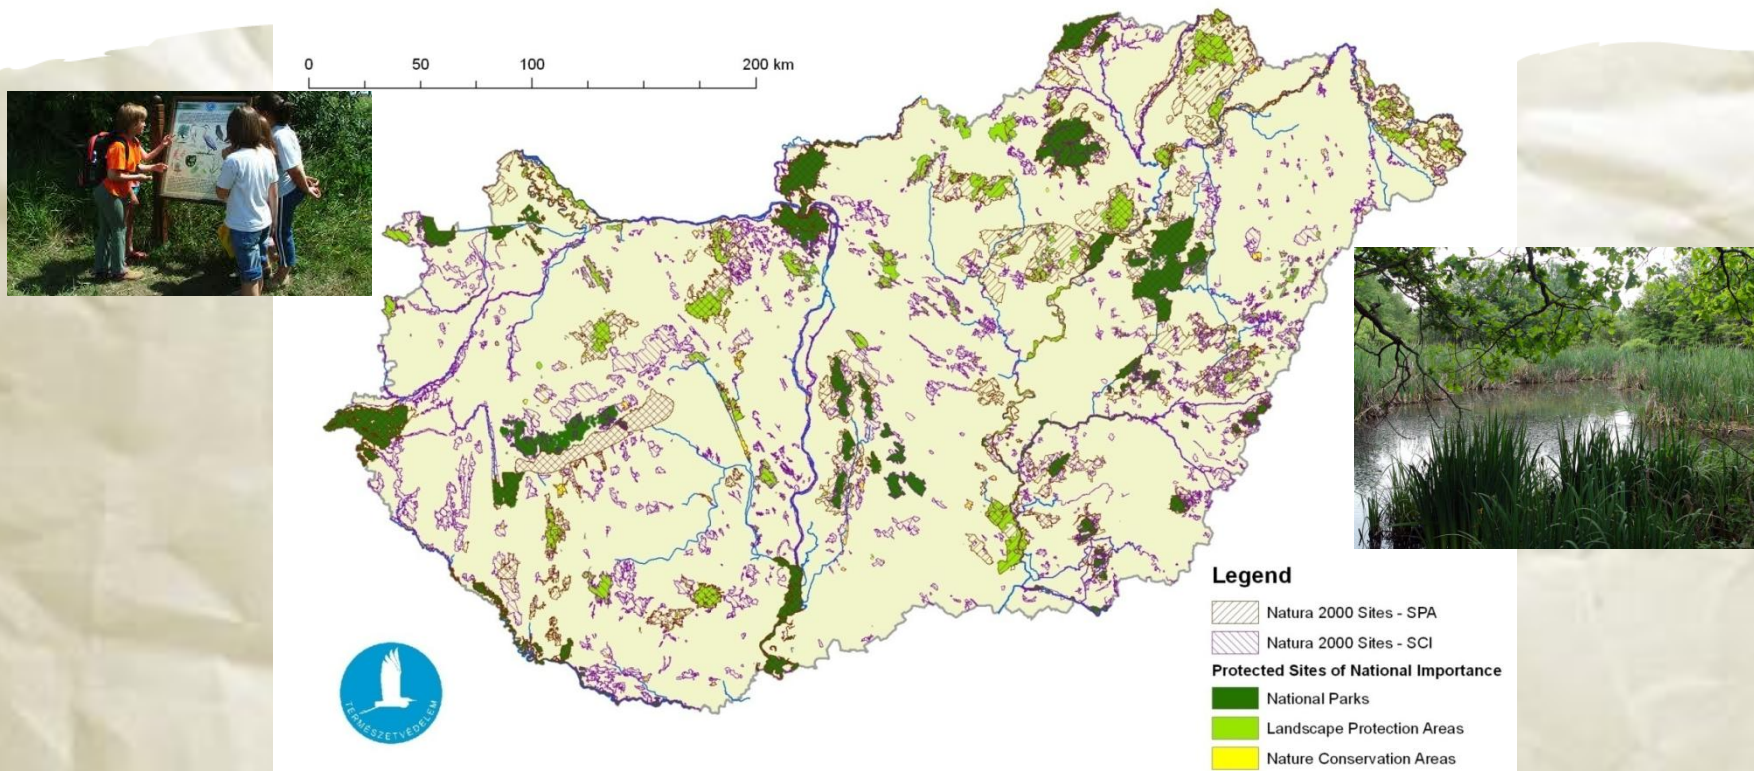 0 50 100 200 km
Legend
Natura 2000 Sites - SPA
Natura 2000 Sites - SCI
Protected Sites of National Importance
National Parks
Landscape Protection Areas
Nature Conservation Areas
TERMÉSZETVÉDELEM